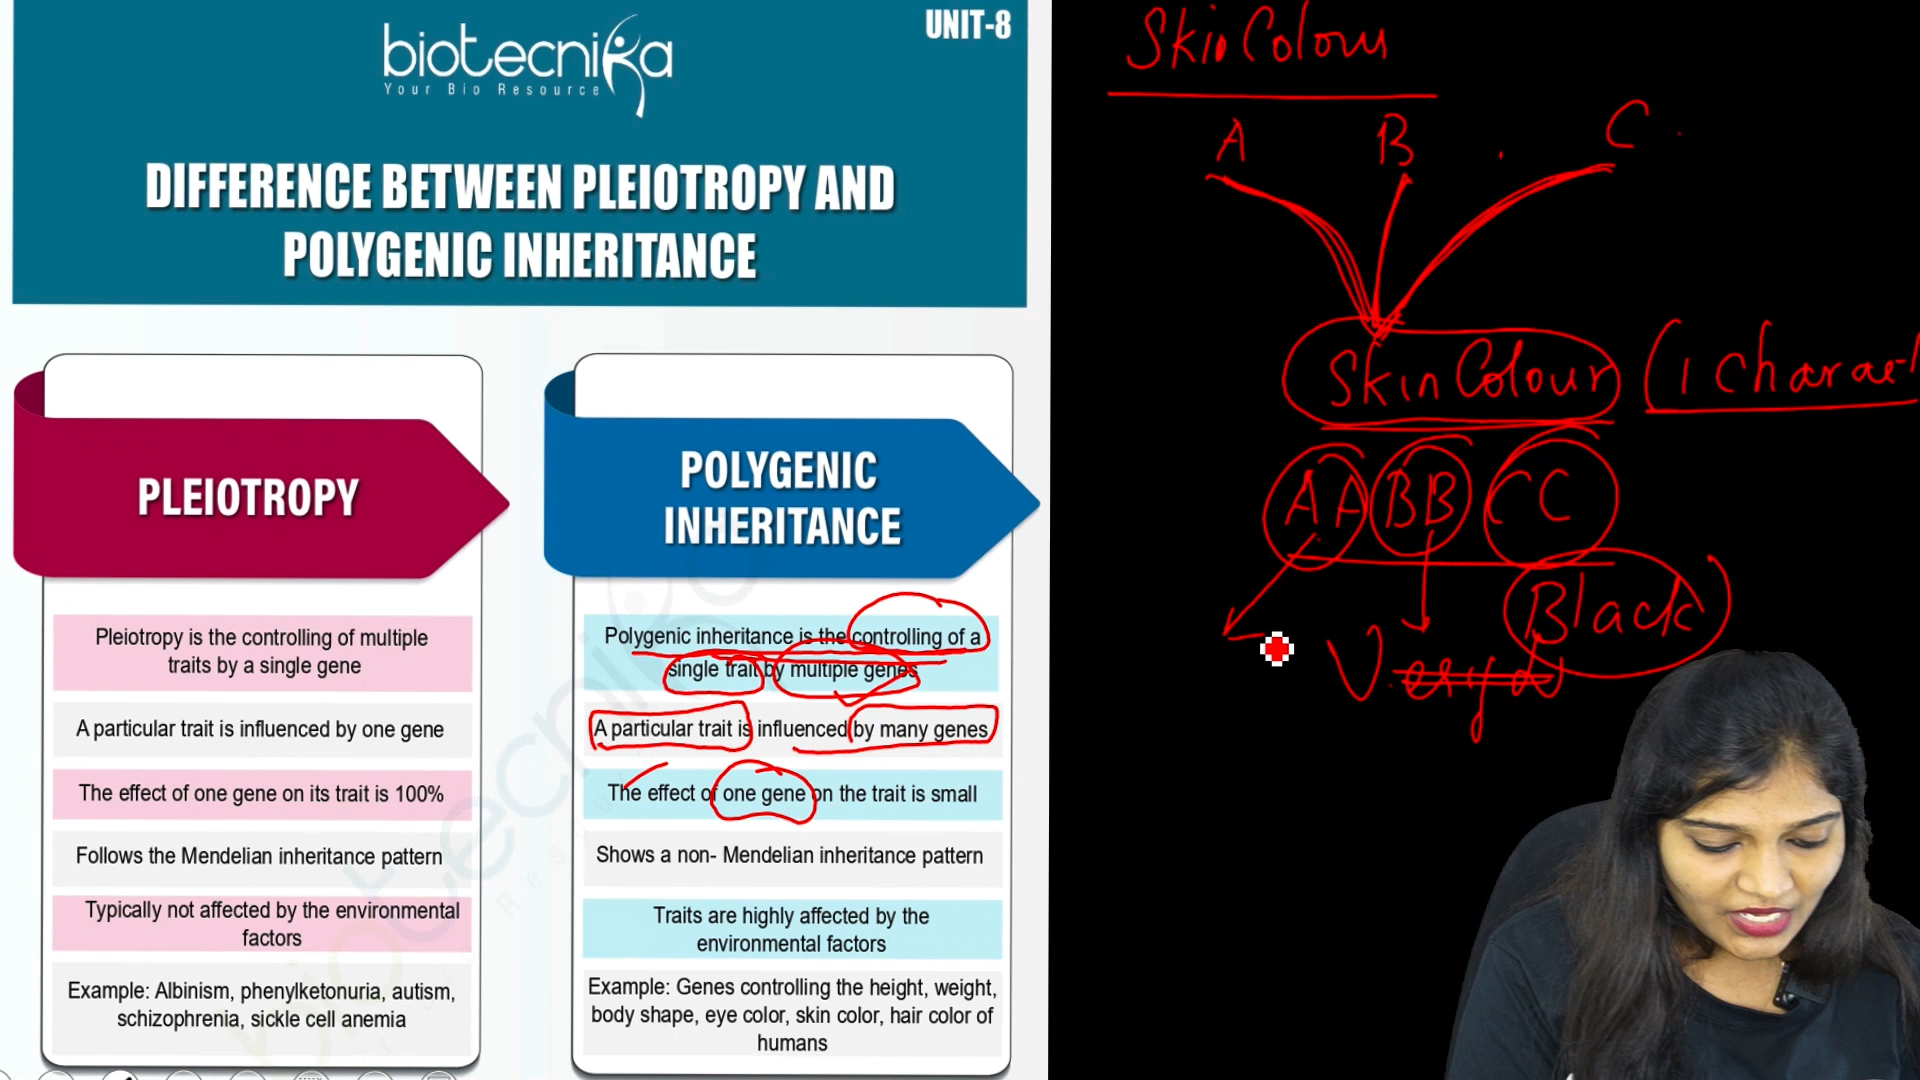 UNIT-8
biotecnika
Your Bio Resource
DIFFERENCE BETWEEN PLEIOTROPY AND
POLYGENIC INHERITANCE
PLEIOTROPY
Pleiotropy is the controlling of multiple
traits by a single gene
A particular trait is influenced by one gene
The effect of one gene on its trait is 100%
Follows the Mendelian inheritance pattern
Typically not affected by the environmental
factors
Example: Albinism, phenylketonuria, autism,
schizophrenia, sickle cell anemia
POLYGENIC
INHERITANCE
Polygenic inheritance is the controlling of a
single trait by multiple genes
A particular trait is influenced by many genes
The effect of one gene on the trait is small
Shows a non- Mendelian inheritance pattern
Traits are highly affected by the
environmental factors
Example: Genes controlling the height, weight,
body shape, eye color, skin color, hair color of
humans
Skin Colour
A B C
Skin Colour (1 Charac
AA BB CC
Black